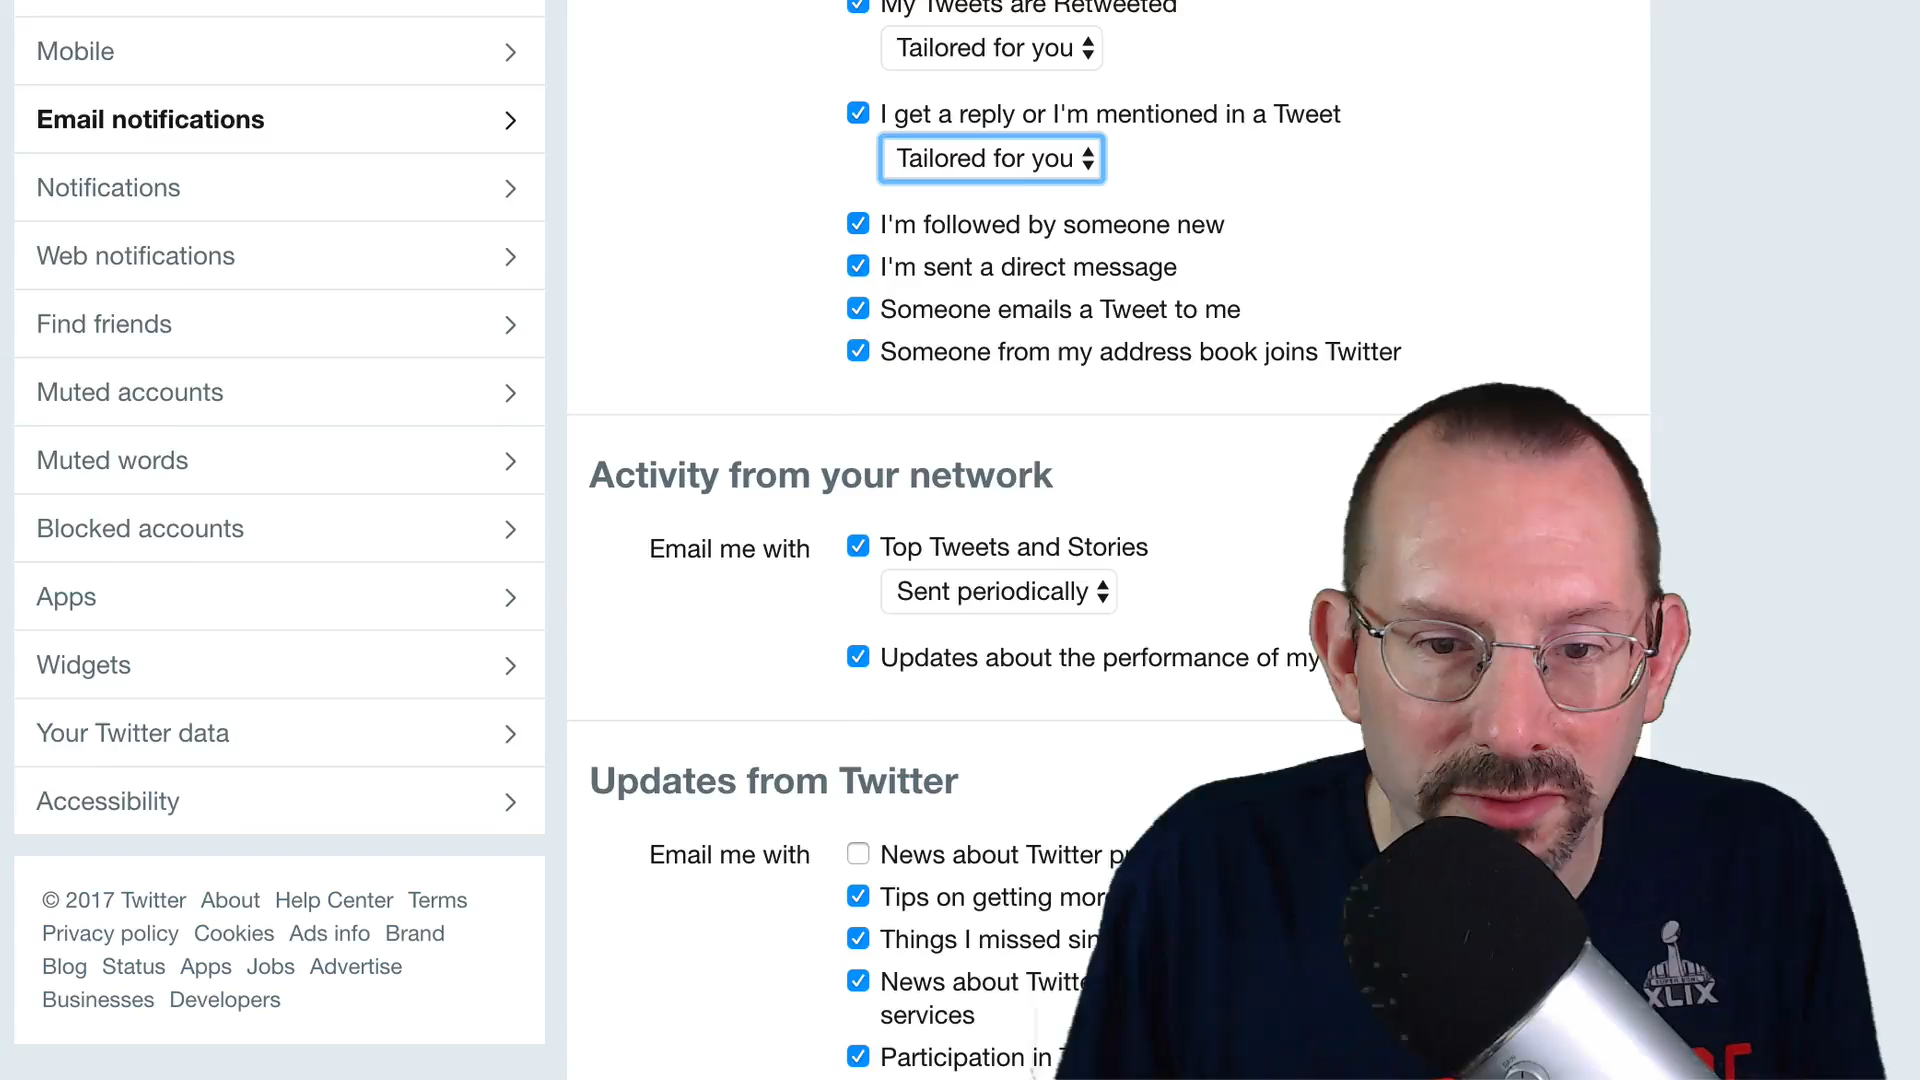 My Tweets are Retweeted
Tailored for you
I get a reply or I'm mentioned in a Tweet
Tailored for you
I'm followed by someone new
I'm sent a direct message
Someone emails a Tweet to me
Someone from my address book joins Twitter
Activity from your network
Email me with
Top Tweets and Stories
Sent periodically
Updates about the performance of my
Updates from Twitter
Email me with
News about Twitter
Tips on getting mor
Things I missed sin
News about Twitte
services
Participation in
Mobile
Email notifications
Notifications
Web notifications
Find friends
Muted accounts
Muted words
Blocked accounts
Apps
Widgets
Your Twitter data
Accessibility
© 2017 Twitter About Help Center Terms
Privacy policy Cookies Ads info Brand
Blog Status Apps Jobs Advertise
Businesses Developers
SUPER BOWL
XLIX